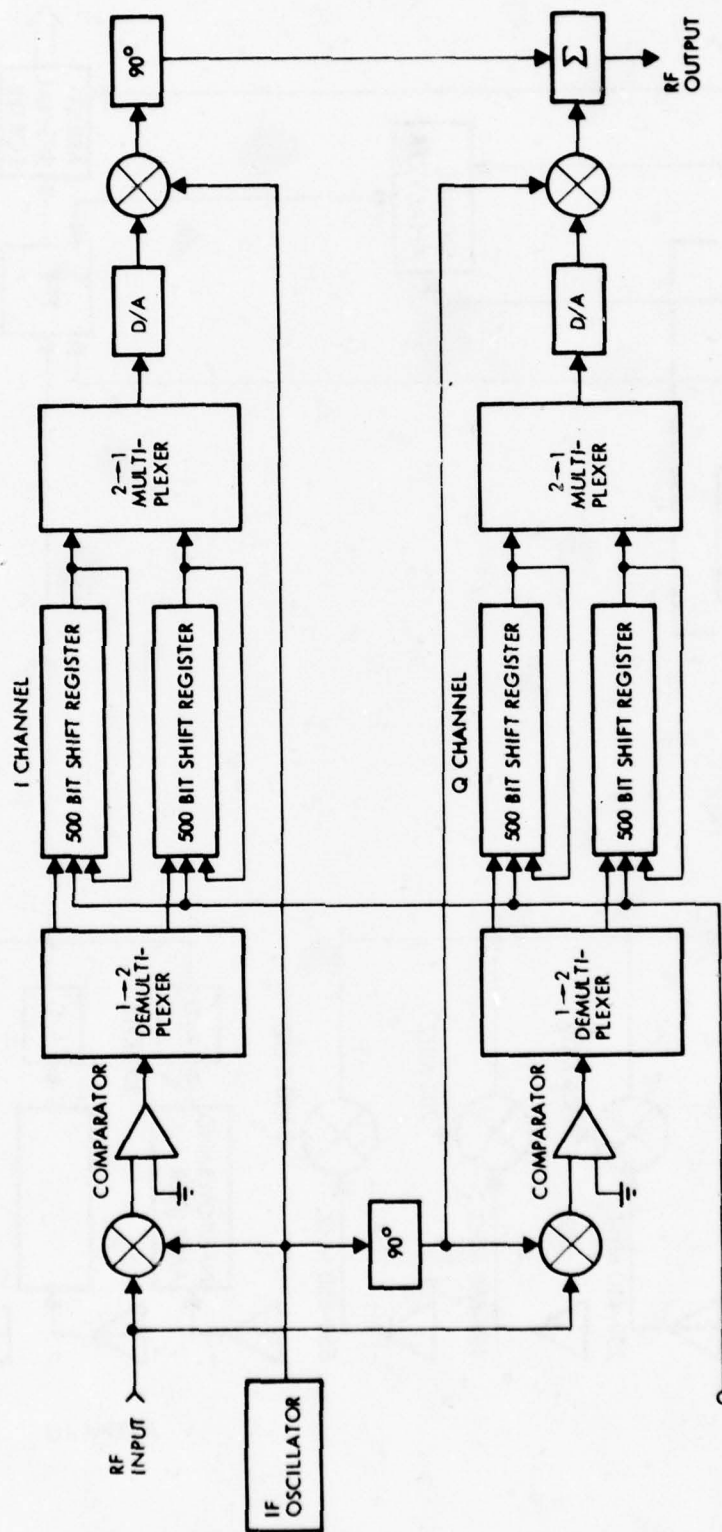 RF
INPUT
IF
OSCILLATOR
COMPARATOR
1→2
DEMULTI-
PLEXER
I CHANNEL
500 BIT SHIFT REGISTER
500 BIT SHIFT REGISTER
2→1
MULTI-
PLEXER
D/A
90°
90°
COMPARATOR
1→2
DEMULTI-
PLEXER
Q CHANNEL
500 BIT SHIFT REGISTER
500 BIT SHIFT REGISTER
2→1
MULTI-
PLEXER
D/A
Σ
RF
OUTPUT